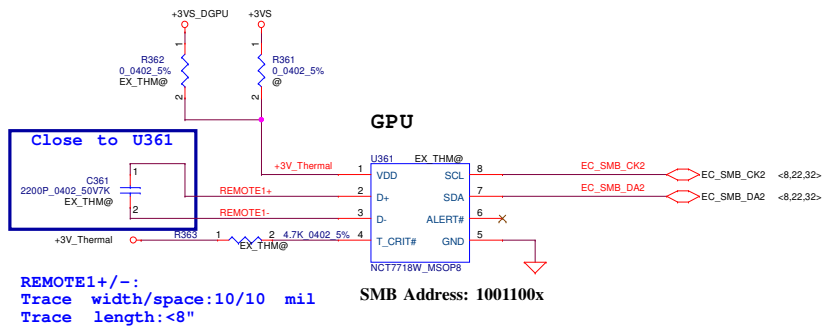 +3VS_DGPU +3VS
1 1
R362 R361
0_0402_5% 0_0402_5%
EX_THM@ @
2 2
GPU
Close to U361
+3V_Thermal U361 EX_THM@
1 VDD SCL 8 EC_SMB_CK2 EC_SMB_CK2 <8,22,32>
C361 1
2200P_0402_50V7K
EX_THM@
2
REMOTE1+ 2 D+ SDA 7 EC_SMB_DA2 EC_SMB_DA2 <8,22,32>
REMOTE1- 3 D- ALERT# 6
+3V_Thermal R363 1 2 4.7K_0402_5% 4 T_CRIT# GND 5
EX_THM@
NCT7718W_MSOP8
REMOTE1+/-:
SMB Address: 1001100x
Trace width/space:10/10 mil
Trace length:<8"